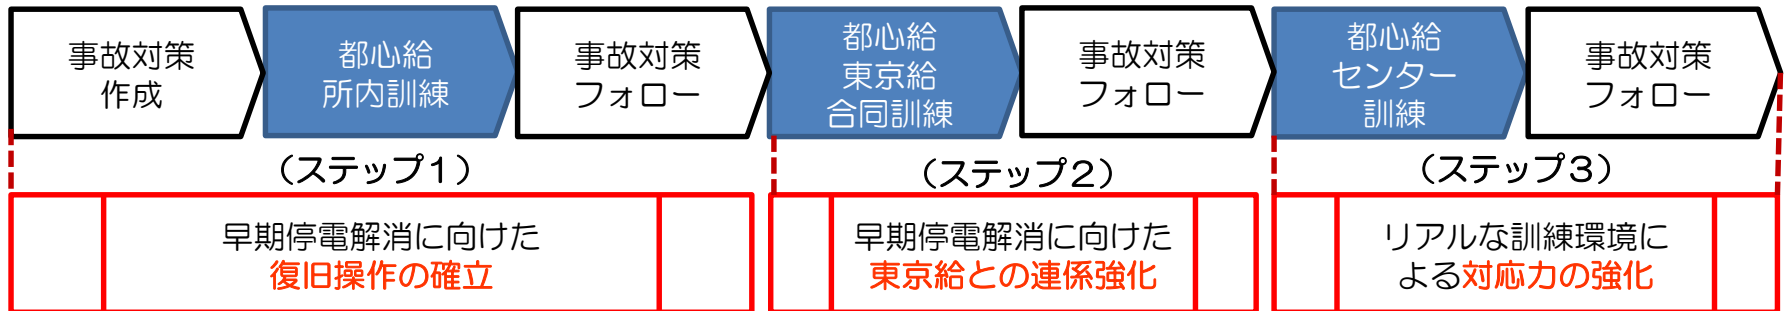 事故対策
作成
都心給
所内訓練
事故対策
フォロー
都心給
東京給
合同訓練
事故対策
フォロー
都心給
センター
訓練
事故対策
フォロー
（ステップ１）
（ステップ２）
（ステップ３）
早期停電解消に向けた
復旧操作の確立
早期停電解消に向けた
東京給との連係強化
リアルな訓練環境に
よる対応力の強化